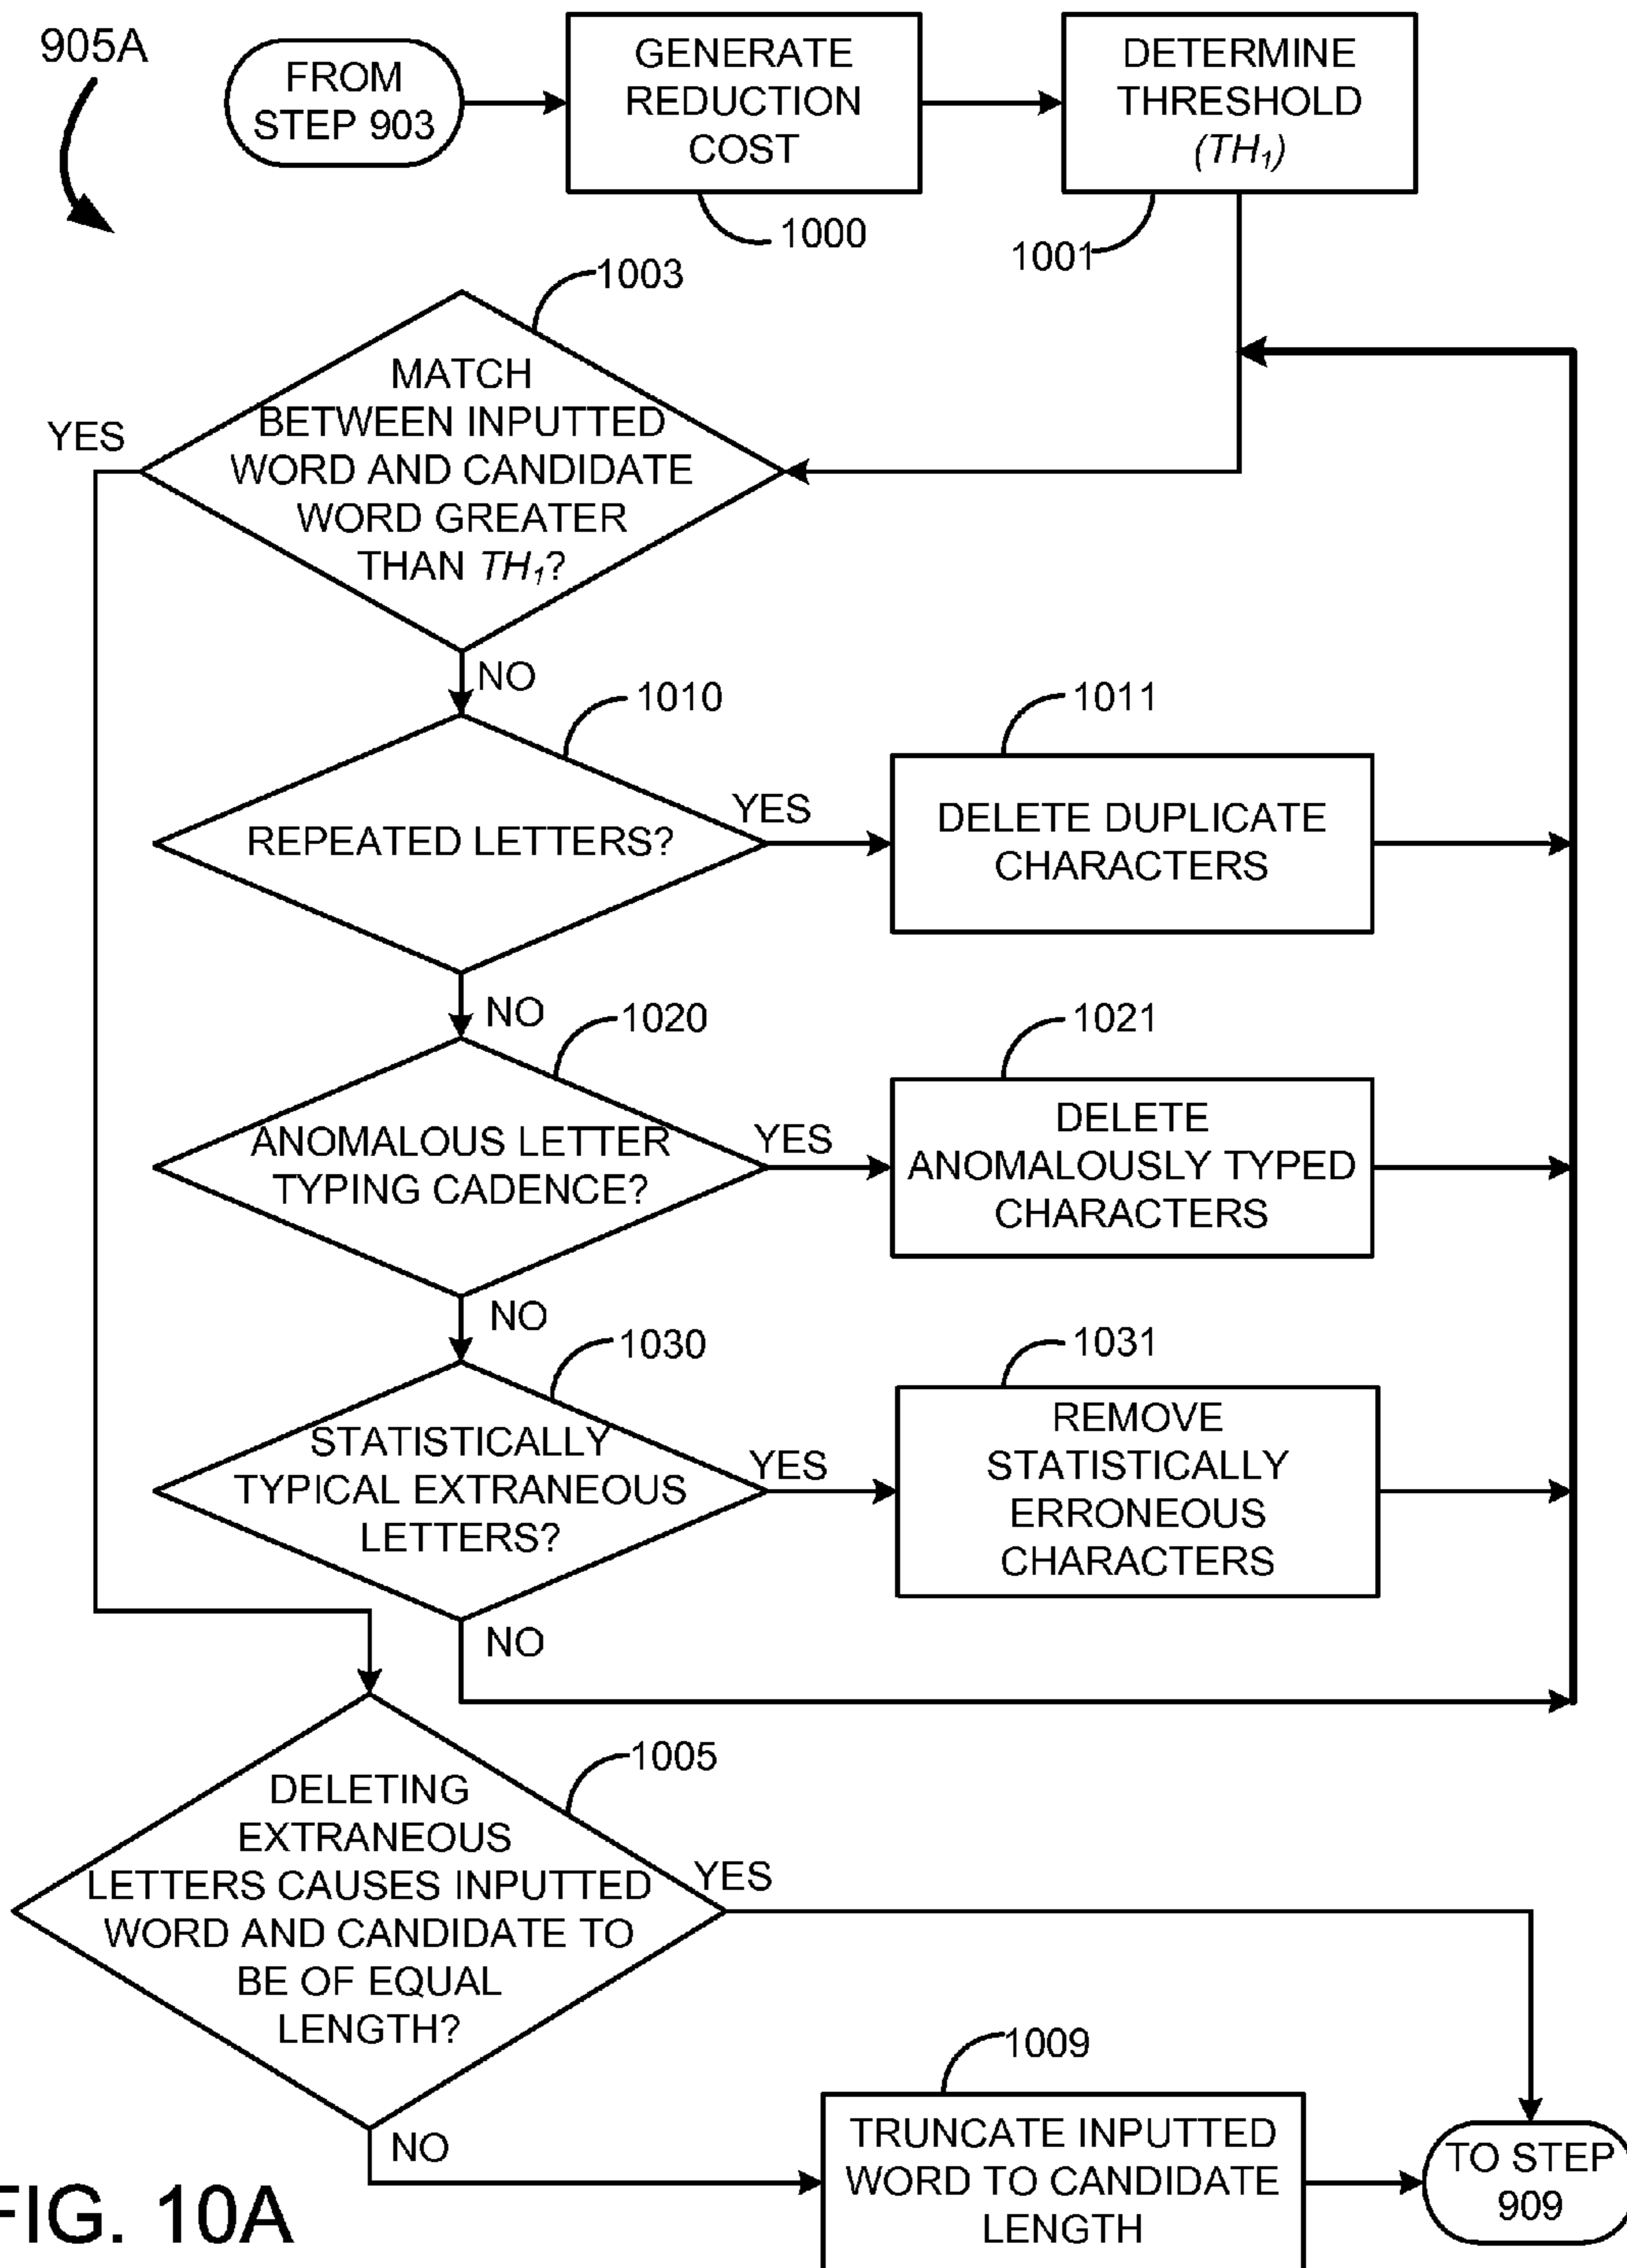 905A
FROM
STEP 903
GENERATE
REDUCTION
COST
1000
DETERMINE
THRESHOLD
(TH₁)
1001
1003
MATCH
BETWEEN INPUTTED
WORD AND CANDIDATE
WORD GREATER
THAN TH₁?
YES
NO
1010
REPEATED LETTERS?
YES
1011
DELETE DUPLICATE
CHARACTERS
NO
1020
ANOMALOUS LETTER
TYPING CADENCE?
YES
1021
DELETE
ANOMALOUSLY TYPED
CHARACTERS
NO
1030
STATISTICALLY
TYPICAL EXTRANEOUS
LETTERS?
YES
1031
REMOVE
STATISTICALLY
ERRONEOUS
CHARACTERS
NO
1005
DELETING
EXTRANEOUS
LETTERS CAUSES INPUTTED
WORD AND CANDIDATE TO
BE OF EQUAL
LENGTH?
YES
NO
1009
TRUNCATE INPUTTED
WORD TO CANDIDATE
LENGTH
TO STEP
909
FIG. 10A